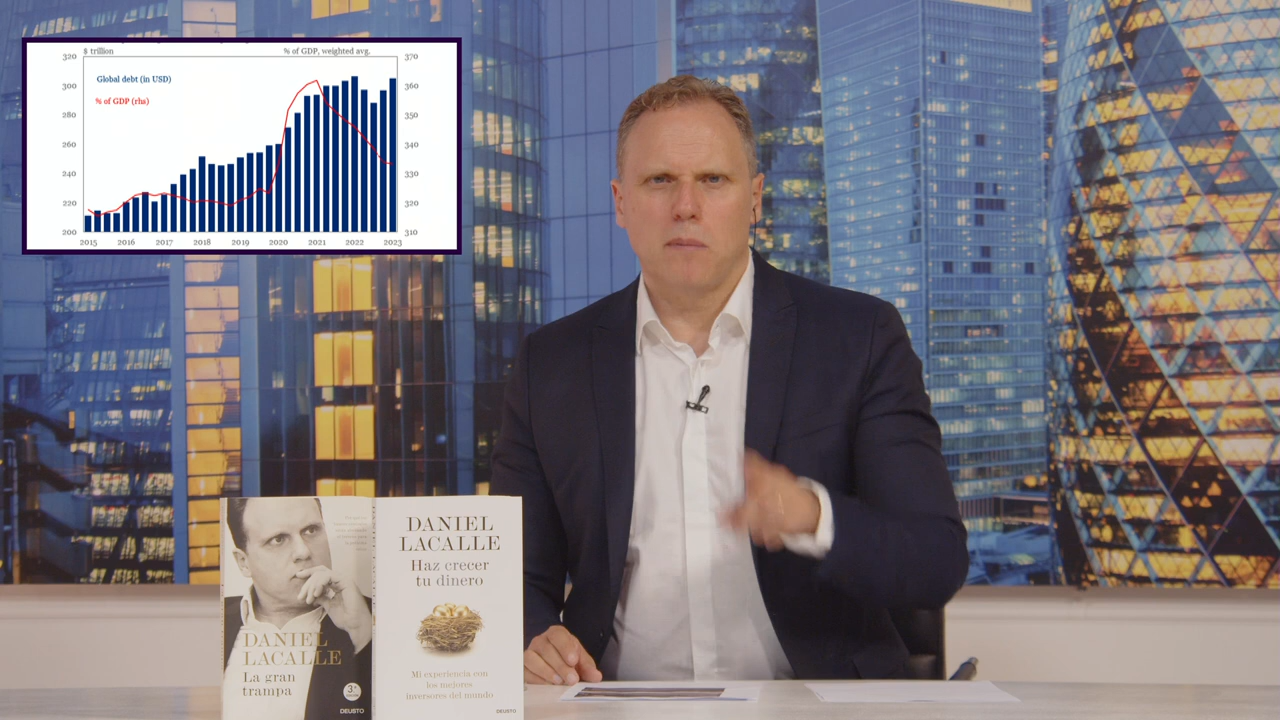 $ trillion
% of GDP, weighted avg.
320
370
Global debt (in USD)
300
360
% of GDP (rhs)
280
350
260
340
240
330
220
320
200
310
2015 2016 2017 2018 2019 2020 2021 2022 2023
DANIEL
LACALLE
La gran
trampa
3.ª
DEUSTO
DANIEL
LACALLE
Haz crecer
tu dinero
Mi experiencia con
los mejores
inversores del mundo
DEUSTO